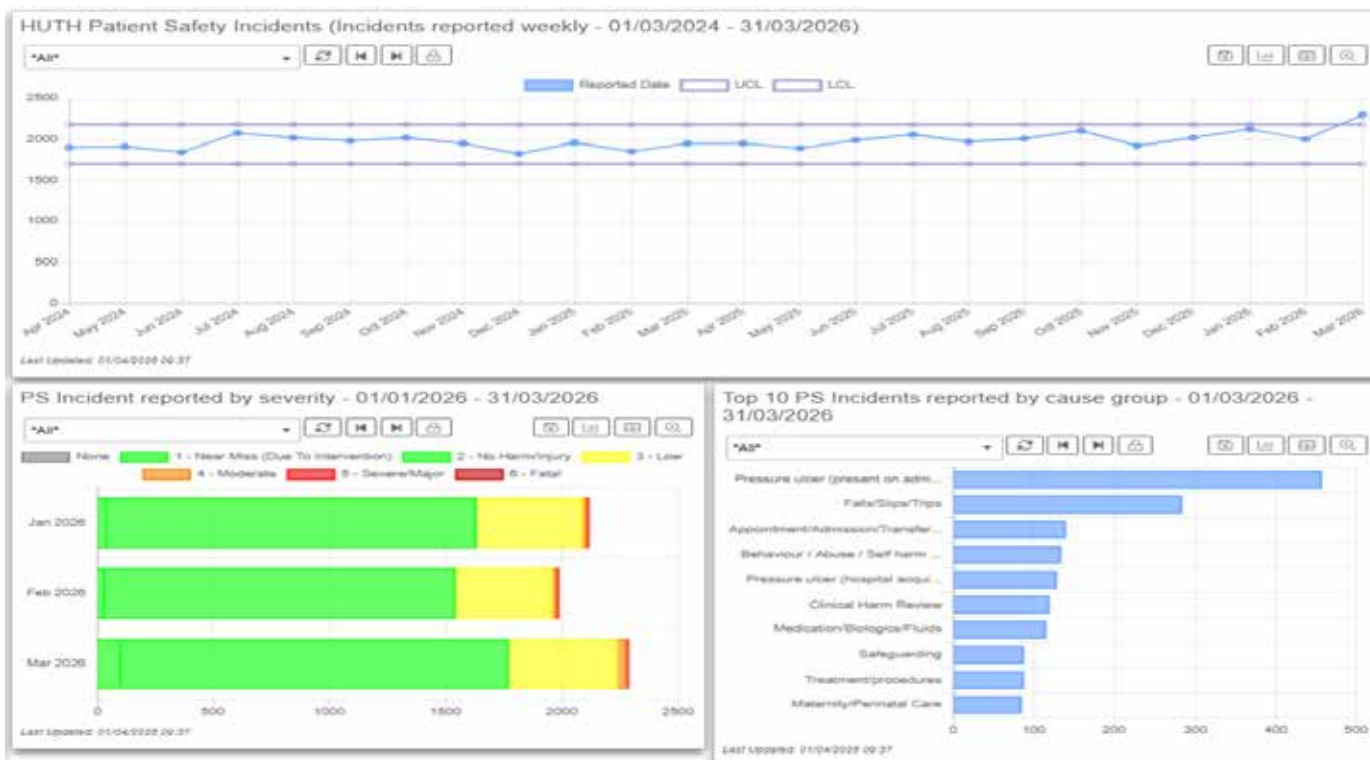 HUTH Patient Safety Incidents (Incidents reported weekly - 01/03/2024 - 31/03/2026)
*All*
Reported Date UCL LCL
2500
2000
1500
1000
500
0
Apr 2024 May 2024 Jun 2024 Jul 2024 Aug 2024 Sep 2024 Oct 2024 Nov 2024 Dec 2024 Jan 2025 Feb 2025 Mar 2025 Apr 2025 May 2025 Jun 2025 Jul 2025 Aug 2025 Sep 2025 Oct 2025 Nov 2025 Dec 2025 Jan 2026 Feb 2026 Mar 2026
Last Updated: 01/04/2026 09:37
PS Incident reported by severity - 01/01/2026 - 31/03/2026
*All*
None 1 - Near Miss (Due To Intervention) 2 - No Harm/Injury 3 - Low
4 - Moderate 5 - Severe/Major 6 - Fatal
Jan 2026
Feb 2026
Mar 2026
0 500 1000 1500 2000 2500
Last Updated: 01/04/2026 09:37
Top 10 PS Incidents reported by cause group - 01/03/2026 -
31/03/2026
*All*
Pressure ulcer (present on adm...
Falls/Slips/Trips
Appointment/Admission/Transfer...
Behaviour / Abuse / Self harm ...
Pressure ulcer (hospital acqui...
Clinical Harm Review
Medication/Biologics/Fluids
Safeguarding
Treatment/procedures
Maternity/Perinatal Care
0 100 200 300 400 500
Last Updated: 01/04/2026 09:37